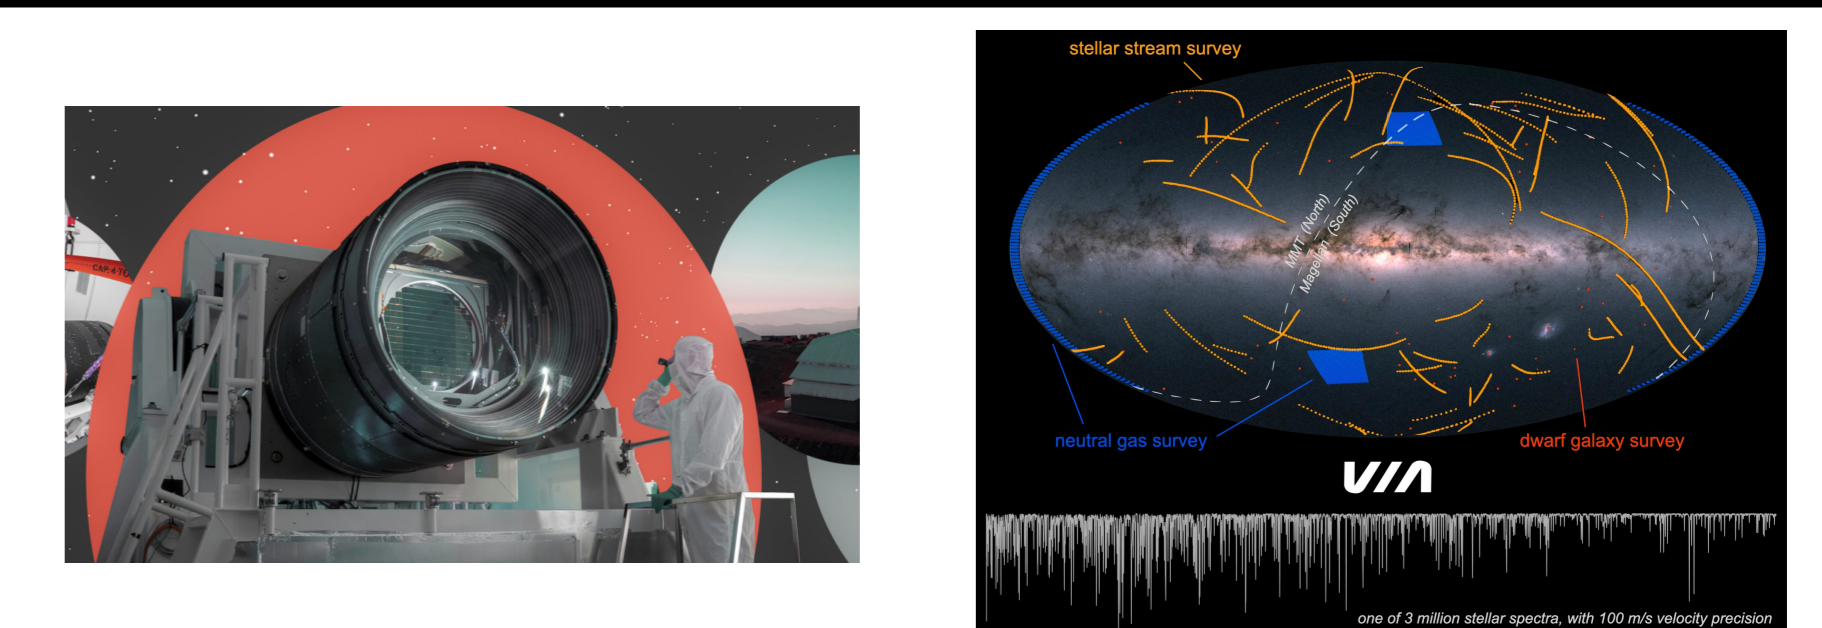 stellar stream survey
MMT (North)
Magellan (South)
neutral gas survey
dwarf galaxy survey
VIA
one of 3 million stellar spectra, with 100 m/s velocity precision